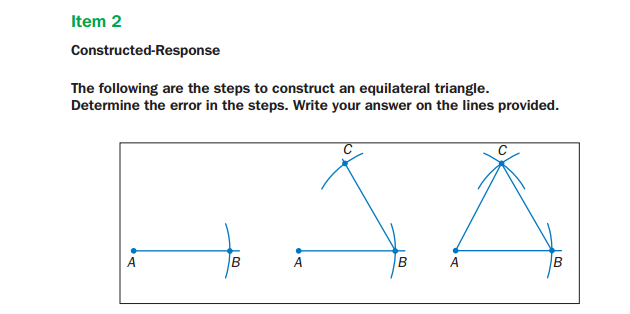 Item 2
Constructed-Response
The following are the steps to construct an equilateral triangle.
Determine the error in the steps. Write your answer on the lines provided.
C C
A B A B A B